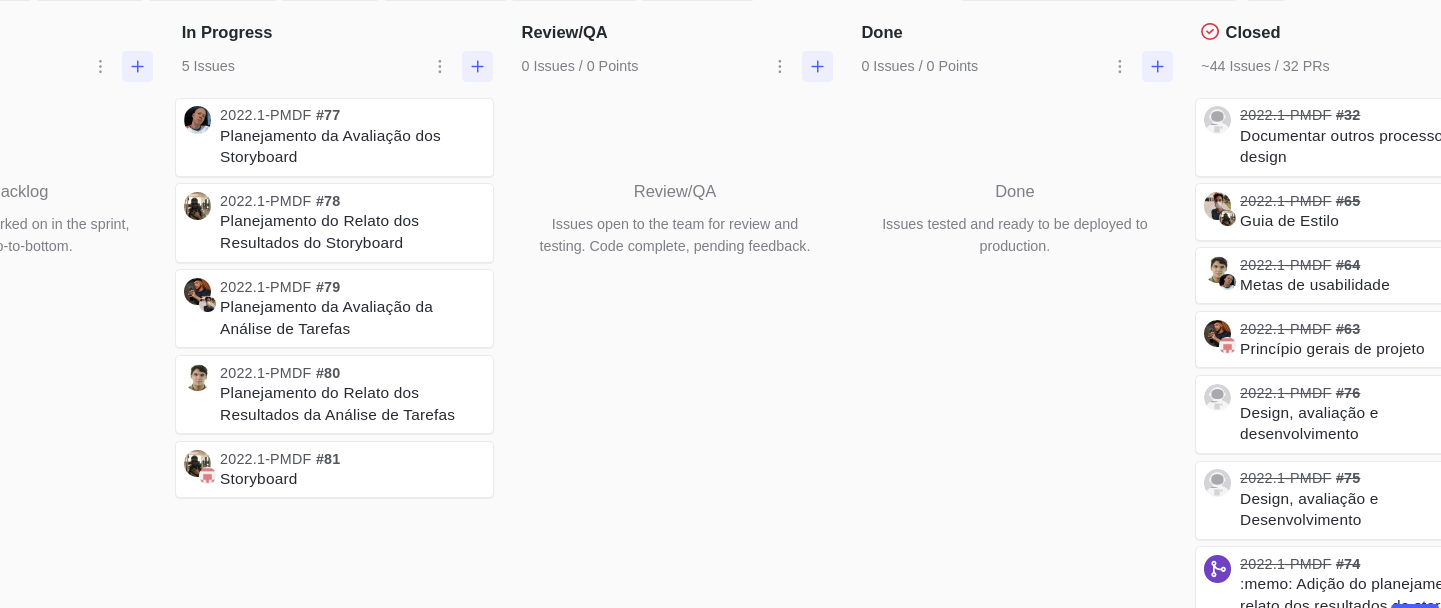 In Progress
5 Issues
2022.1-PMDF #77
Planejamento da Avaliação dos
Storyboard
2022.1-PMDF #78
Planejamento do Relato dos
Resultados do Storyboard
2022.1-PMDF #79
Planejamento da Avaliação da
Análise de Tarefas
2022.1-PMDF #80
Planejamento do Relato dos
Resultados da Análise de Tarefas
2022.1-PMDF #81
Storyboard
acklog
rked on in the sprint,
-to-bottom.
Review/QA
0 Issues / 0 Points
Review/QA
Issues open to the team for review and
testing. Code complete, pending feedback.
Done
0 Issues / 0 Points
Done
Issues tested and ready to be deployed to
production.
Closed
~44 Issues / 32 PRs
2022.1-PMDF #32
Documentar outros processo
design
2022.1-PMDF #65
Guia de Estilo
2022.1-PMDF #64
Metas de usabilidade
2022.1-PMDF #63
Princípio gerais de projeto
2022.1-PMDF #76
Design, avaliação e
desenvolvimento
2022.1-PMDF #75
Design, avaliação e
Desenvolvimento
2022.1-PMDF #74
:memo: Adição do planejame
relato dos resultados